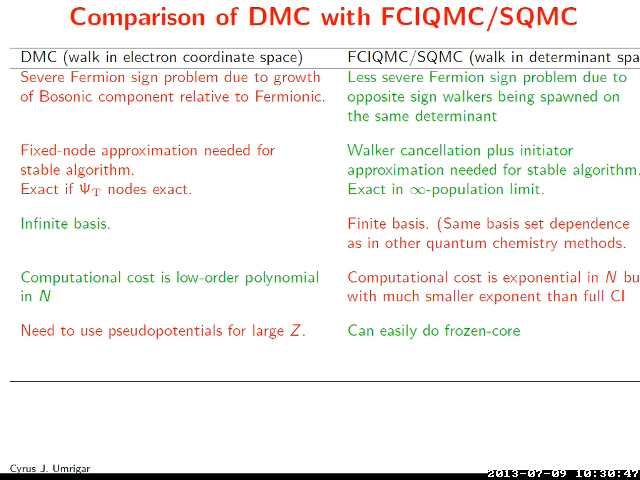 Comparison of DMC with FCIQMC/SQMC
DMC (walk in electron coordinate space)
FCIQMC/SQMC (walk in determinant spa
Severe Fermion sign problem due to growth
of Bosonic component relative to Fermionic.
Less severe Fermion sign problem due to
opposite sign walkers being spawned on
the same determinant
Fixed-node approximation needed for
stable algorithm.
Exact if Ψ_T nodes exact.
Walker cancellation plus initiator
approximation needed for stable algorithm.
Exact in ∞-population limit.
Infinite basis.
Finite basis. (Same basis set dependence
as in other quantum chemistry methods.
Computational cost is low-order polynomial
in N
Computational cost is exponential in N bu
with much smaller exponent than full CI
Need to use pseudopotentials for large Z.
Can easily do frozen-core
Cyrus J. Umrigar
2013-07-09 10:30:47